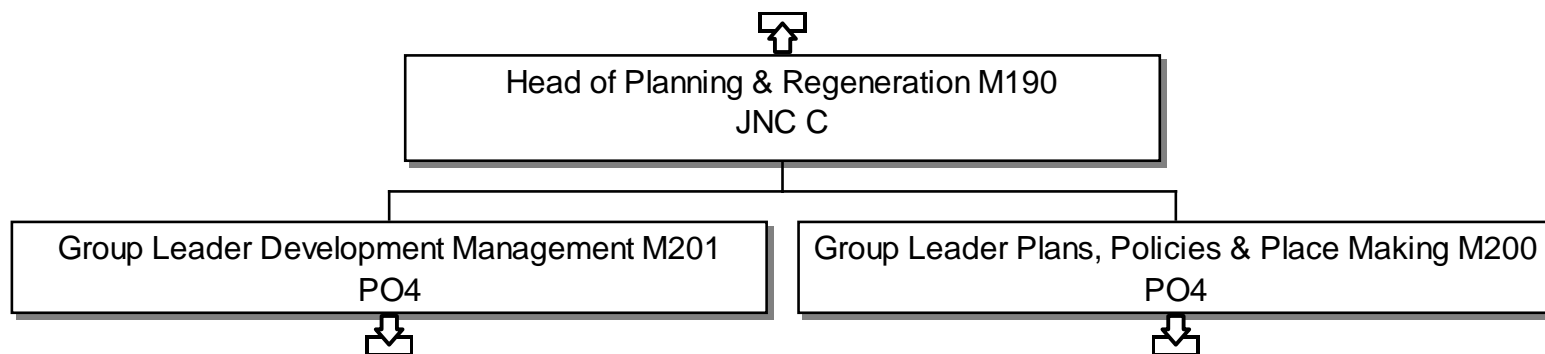 Head of Planning & Regeneration M190
JNC C
Group Leader Development Management M201
PO4
Group Leader Plans, Policies & Place Making M200
PO4